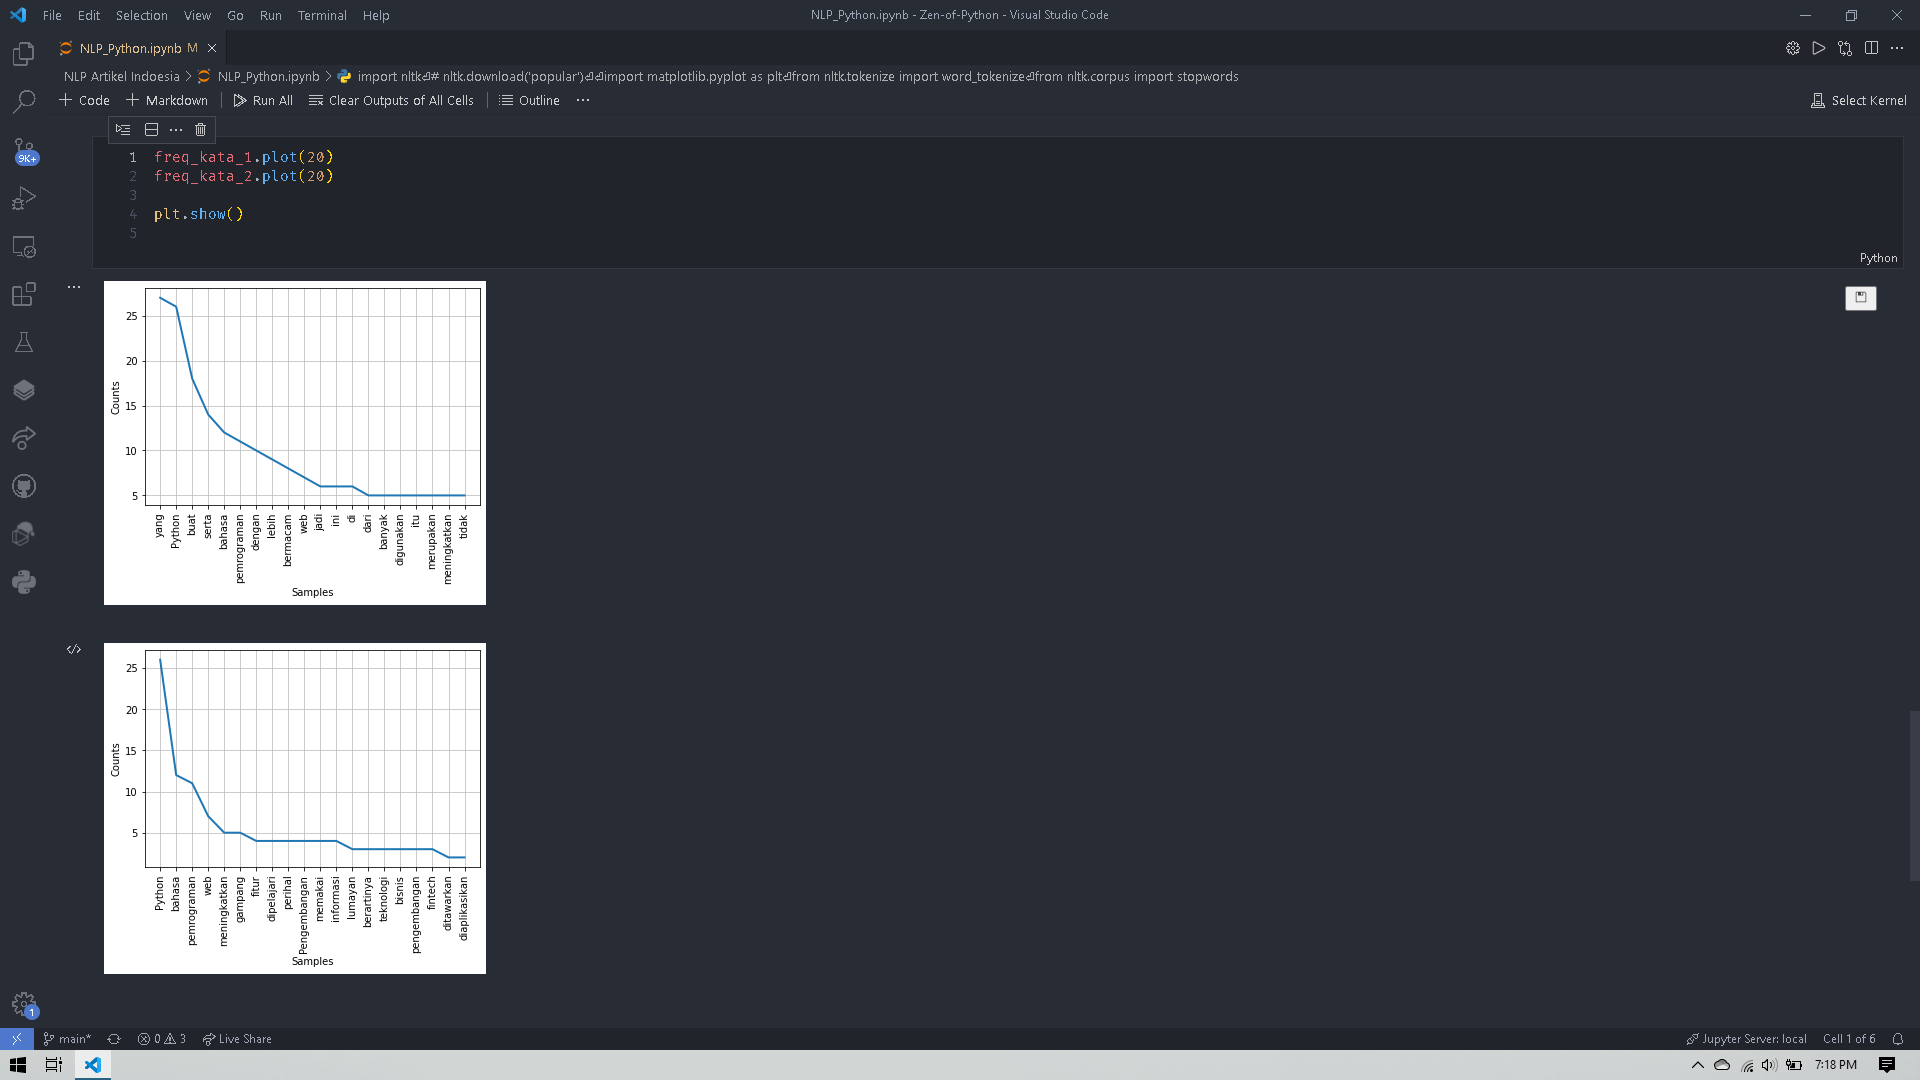 File Edit Selection View Go Run Terminal Help
NLP_Python.ipynb - Zen-of-Python - Visual Studio Code
NLP_Python.ipynb M
NLP Artikel Indoesia > NLP_Python.ipynb > import nltk⏎# nltk.download('popular')⏎⏎import matplotlib.pyplot as plt⏎from nltk.tokenize import word_tokenize⏎from nltk.corpus import stopwords
+ Code + Markdown Run All Clear Outputs of All Cells Outline ...
Select Kernel
9K+
1 freq_kata_1.plot(20)
2 freq_kata_2.plot(20)
3
4 plt.show()
5
Python
25
20
15
10
5
Counts
yang
Python
buat
serta
bahasa
pemrograman
dengan
lebih
bermacam
web
jadi
ini
di
dari
banyak
digunakan
itu
merupakan
meningkatkan
tidak
Samples
25
20
15
10
5
Counts
Python
bahasa
pemrograman
web
meningkatkan
gampang
fitur
dipelajari
perihal
Pengembangan
memakai
informasi
lumayan
berartinya
teknologi
bisnis
pengembangan
fintech
ditawarkan
diaplikasikan
Samples
1
main* 0 3 Live Share
Jupyter Server: local Cell 1 of 6
7:18 PM